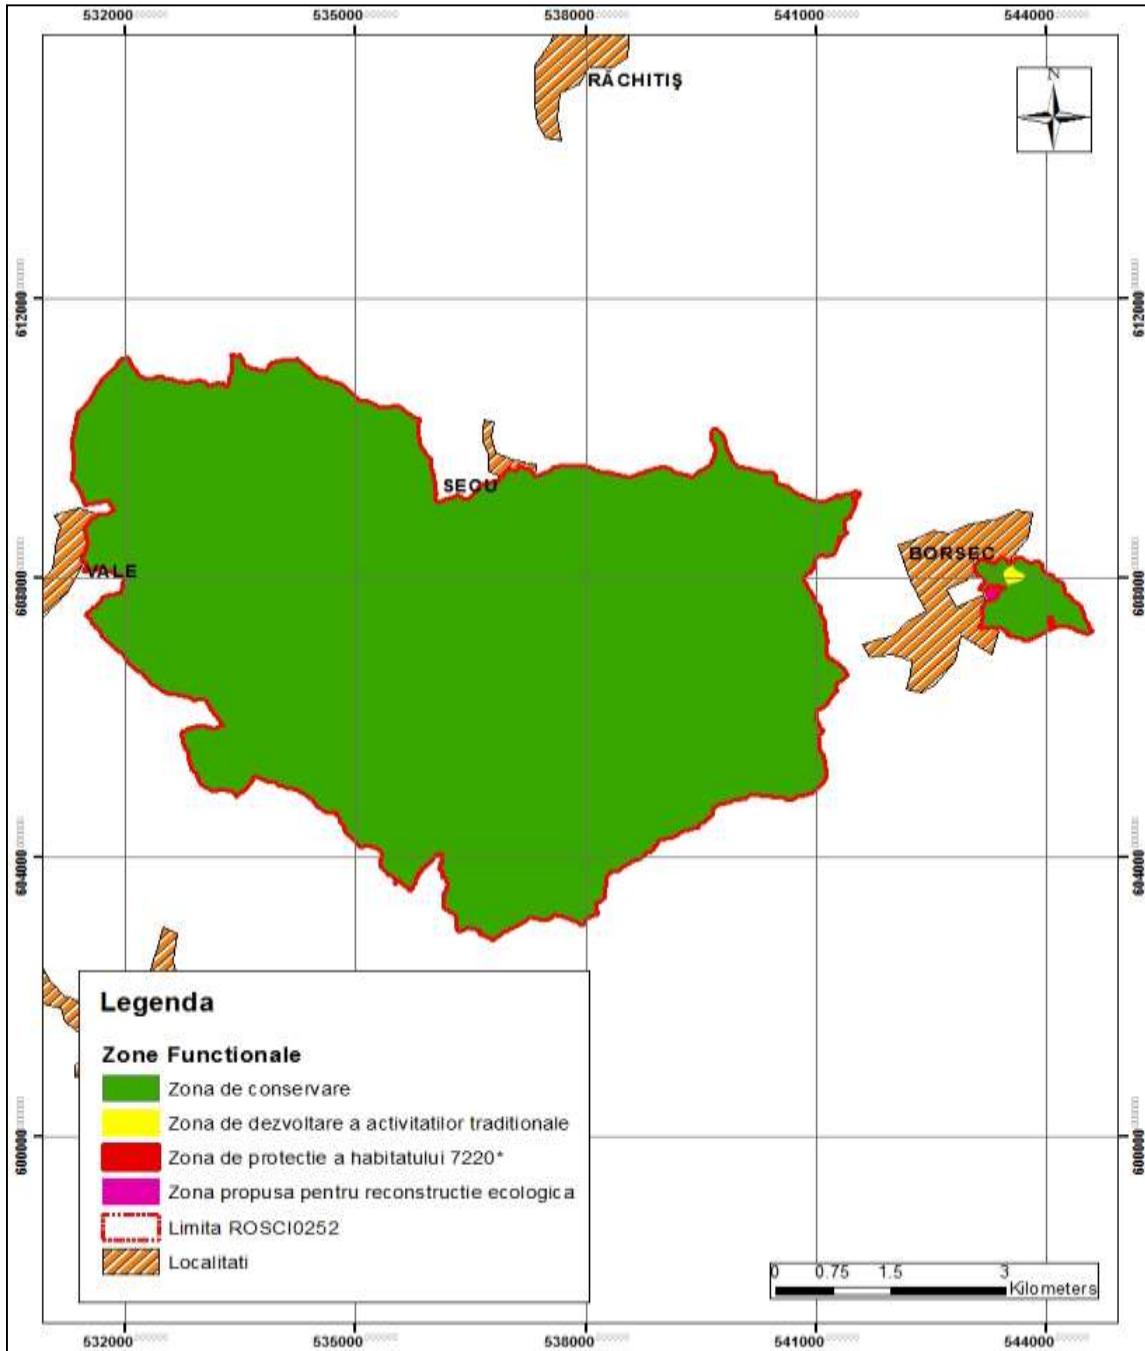 532000 535000 538000 541000 544000
RĂCHITIȘ
N
612000 612000
SECU
BORSEC
VALE
608000 608000
604000 604000
Legenda
Zone Functionale
Zona de conservare
Zona de dezvoltare a activitatilor traditionale
600000 600000
Zona de protectie a habitatului 7220*
Zona propusa pentru reconstructie ecologica
Limita ROSCI0252
Localitati
0 0.75 1.5 3
Kilometers
532000 535000 538000 541000 544000